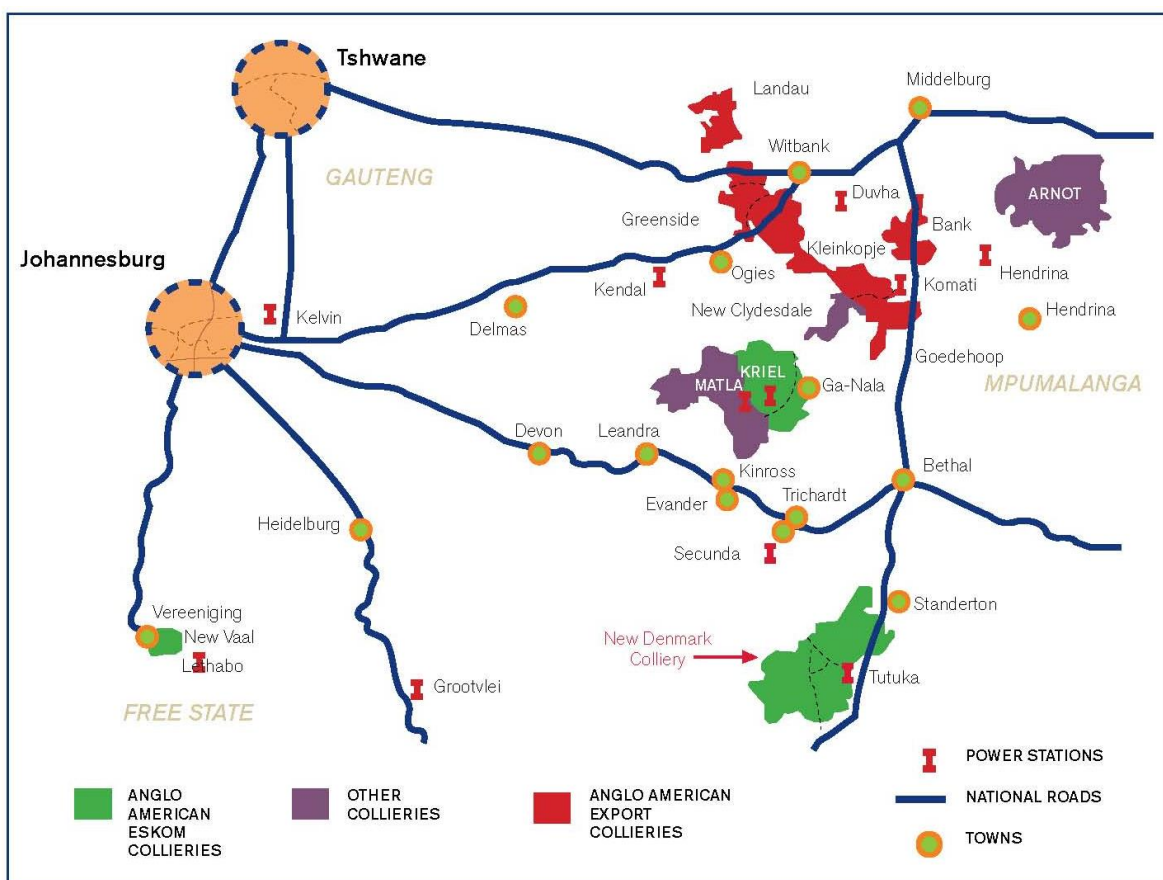 Tshwane
Middelburg
Landau
Witbank
GAUTENG
Duvha
ARNOT
Greenside
Bank
Johannesburg
Kleinkopje
Ogies
Hendrina
Kendal
Komati
Kelvin
New Clydesdale
Hendrina
Delmas
Goedehoop
KRIEL
MATLA
Ga-Nala
MPUMALANGA
Devon
Leandra
Kinross
Bethal
Evander
Trichardt
Heidelburg
Secunda
Standerton
Vereeniging
New Vaal
New Denmark
Colliery
Lethabo
Tutuka
Grootvlei
FREE STATE
POWER STATIONS
ANGLO
AMERICAN
ESKOM
COLLIERIES
OTHER
COLLIERIES
ANGLO AMERICAN
EXPORT
COLLIERIES
NATIONAL ROADS
TOWNS